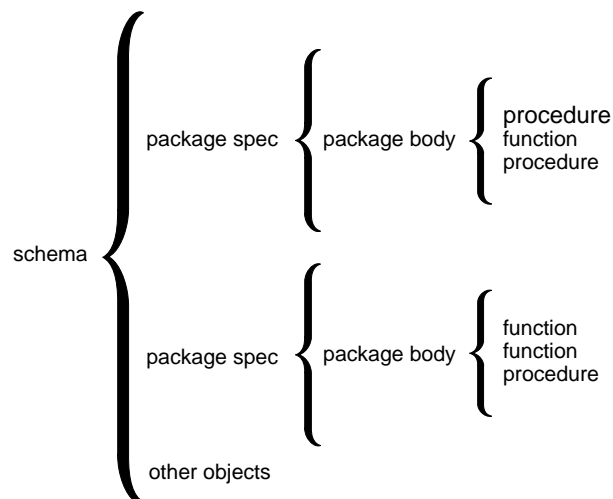 schema
package spec
package body
procedure
function
procedure
package spec
package body
function
function
procedure
other objects